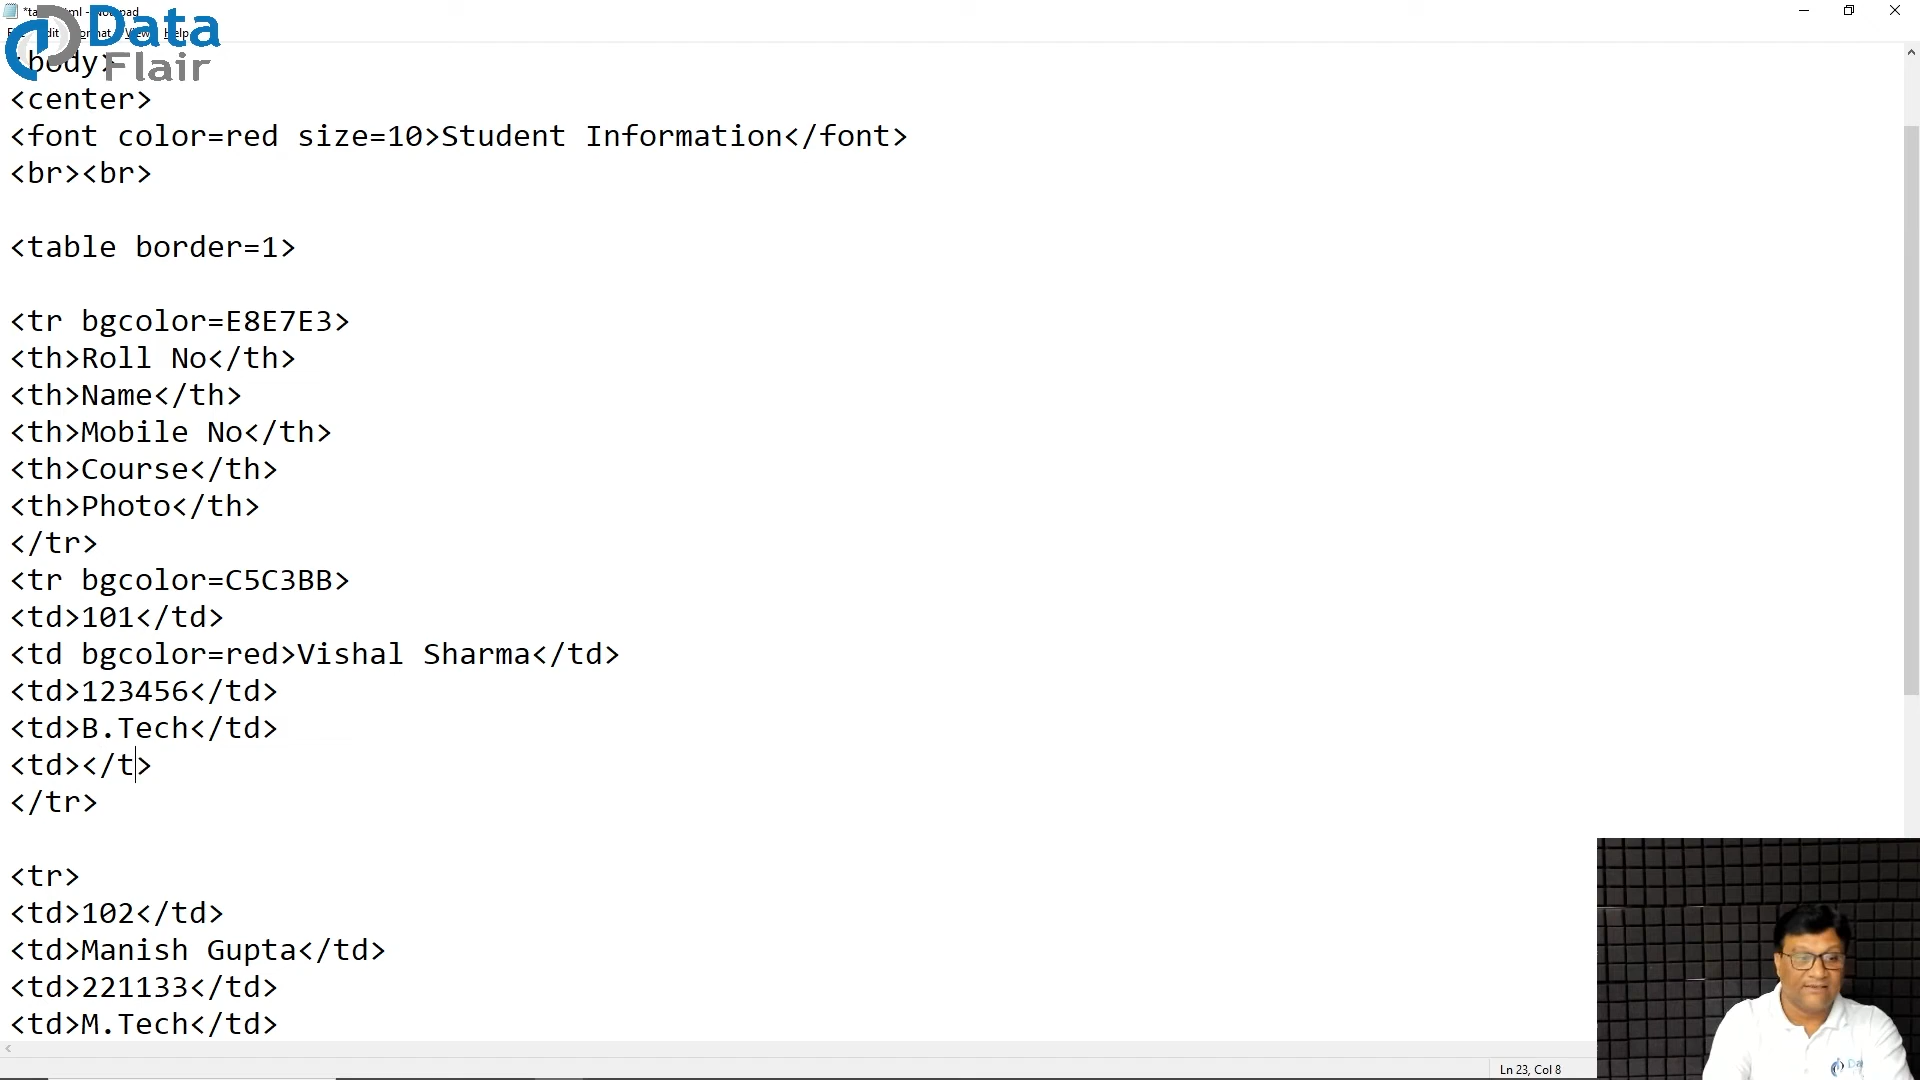 Data
Flair
Help
<body>
<center>
<font color=red size=10>Student Information</font>
<br><br>
<table border=1>
<tr bgcolor=E8E7E3>
<th>Roll No</th>
<th>Name</th>
<th>Mobile No</th>
<th>Course</th>
<th>Photo</th>
</tr>
<tr bgcolor=C5C3BB>
<td>101</td>
<td bgcolor=red>Vishal Sharma</td>
<td>123456</td>
<td>B.Tech</td>
<td></t>
</tr>
<tr>
<td>102</td>
<td>Manish Gupta</td>
<td>221133</td>
<td>M.Tech</td>
Ln 23, Col 8